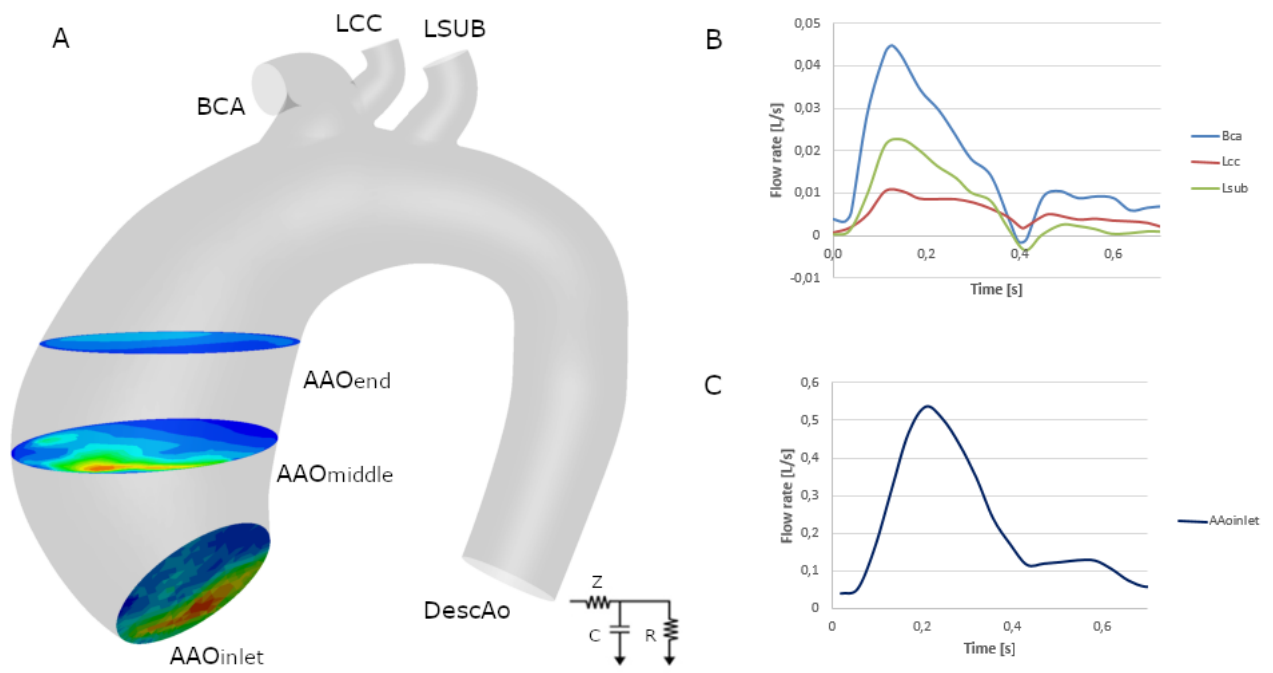 A
LCC
LSUB
BCA
AAOend
AAOmiddle
AAOinlet
DescAo
Z
C
R
B
Flow rate [L/s]
0,05
0,04
0,03
0,02
0,01
0
-0,01
0,0
0,2
0,4
0,6
Time [s]
Bca
Lcc
Lsub
C
Flow rate [L/s]
0,6
0,5
0,4
0,3
0,2
0,1
0
0
0,2
0,4
0,6
Time [s]
AAoinlet